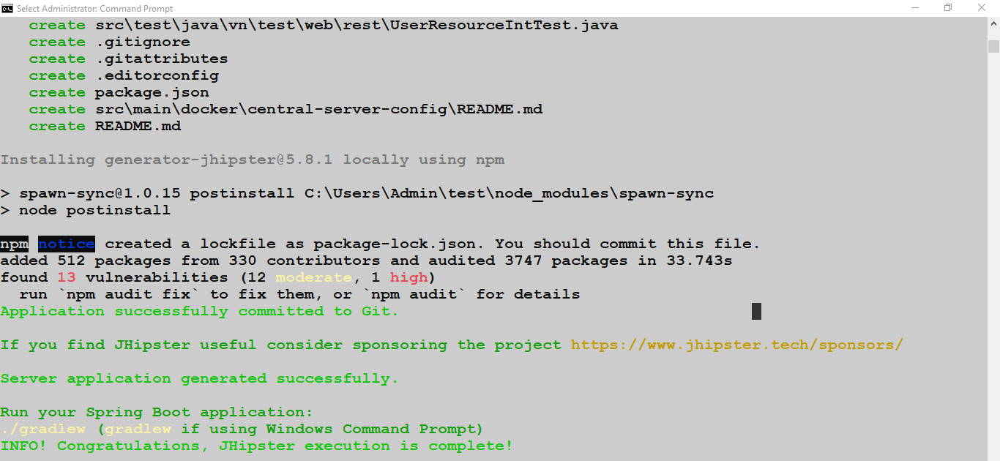 Select Administrator: Command Prompt
create src\test\java\vn\test\web\rest\UserResourceIntTest.java
create .gitignore
create .gitattributes
create .editorconfig
create package.json
create src\main\docker\central-server-config\README.md
create README.md
Installing generator-jhipster@5.8.1 locally using npm
> spawn-sync@1.0.15 postinstall C:\Users\Admin\test\node_modules\spawn-sync
> node postinstall
npm notice created a lockfile as package-lock.json. You should commit this file.
added 512 packages from 330 contributors and audited 3747 packages in 33.743s
found 13 vulnerabilities (12 moderate, 1 high)
run `npm audit fix` to fix them, or `npm audit` for details
Application successfully committed to Git.
If you find JHipster useful consider sponsoring the project https://www.jhipster.tech/sponsors/
Server application generated successfully.
Run your Spring Boot application:
./gradlew (gradlew if using Windows Command Prompt)
INFO! Congratulations, JHipster execution is complete!